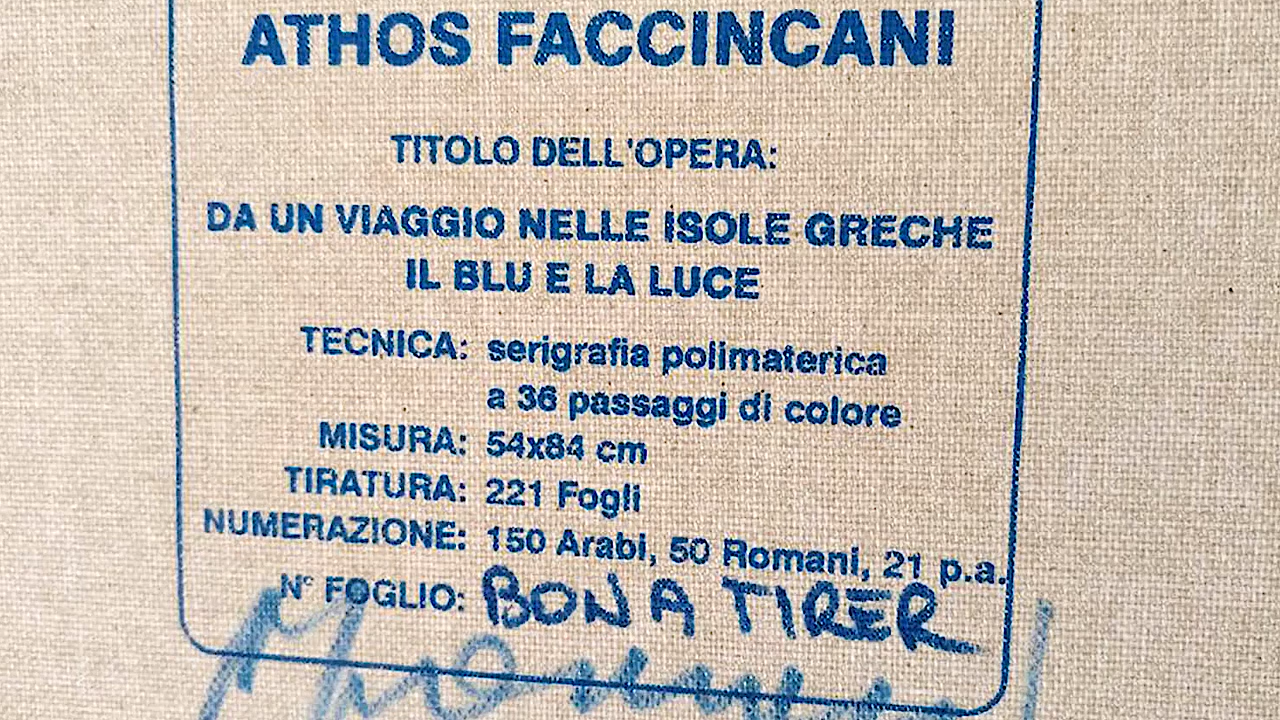 ATHOS FACCINCANI
TITOLO DELL'OPERA:
DA UN VIAGGIO NELLE ISOLE GRECHE
IL BLU E LA LUCE
TECNICA: serigrafia polimaterica
a 36 passaggi di colore
MISURA: 54x84 cm
TIRATURA: 221 Fogli
NUMERAZIONE: 150 Arabi, 50 Romani, 21 p.a.
N° FOGLIO: BON A TIRER